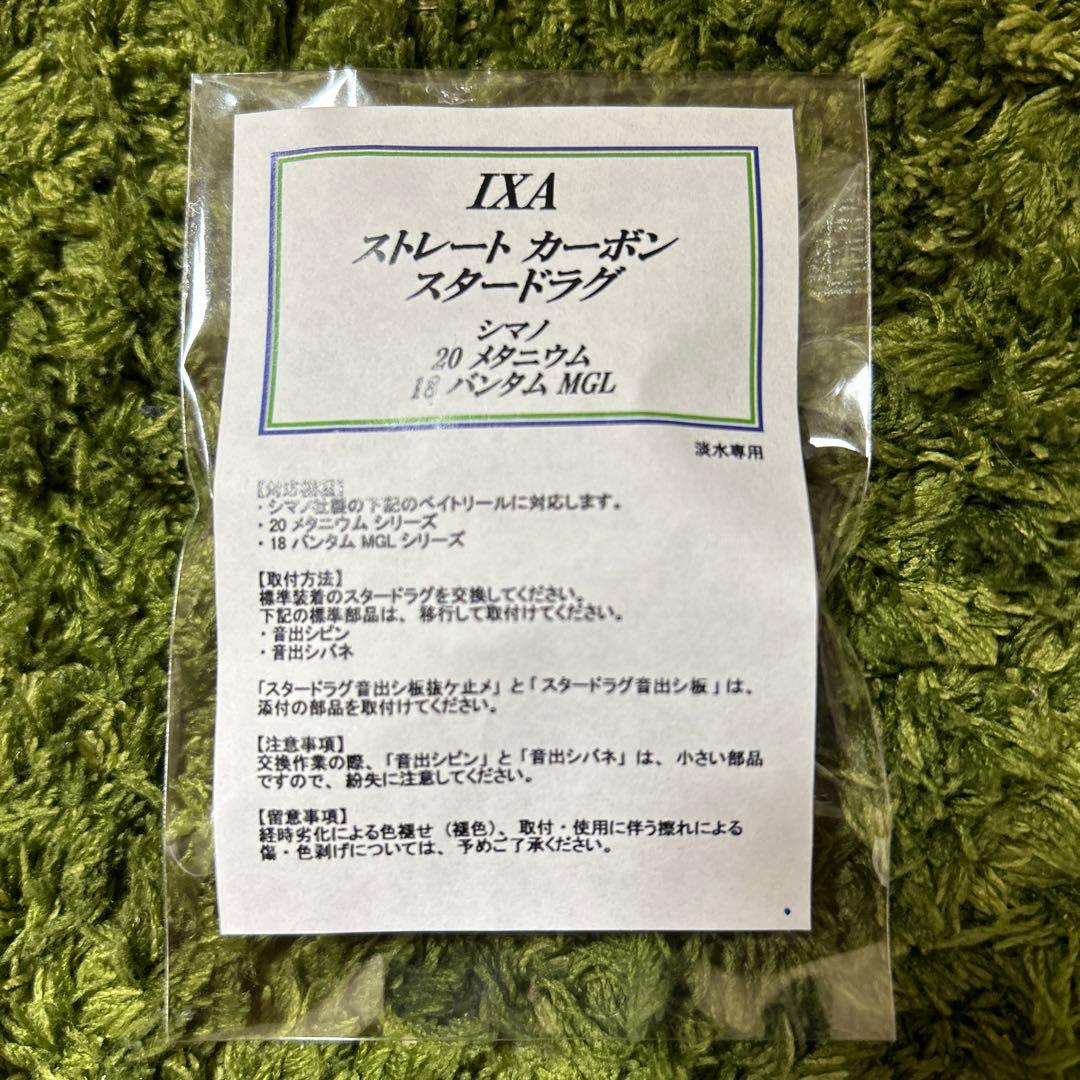 IXA
ストレート カーボン
スタードラグ
シマノ
20 メタニウム
18 バンタム MGL
淡水専用
【対応機種】
・シマノ社製の下記のベイトリールに対応します。
・20 メタニウム シリーズ
・18 バンタム MGL シリーズ
【取付方法】
標準装着のスタードラグを交換してください。
下記の標準部品は、移行して取付けてください。
・音出シピン
・音出シバネ
「スタードラグ音出シ板抜ケ止メ」と「スタードラグ音出シ板」は、
添付の部品を取付けてください。
【注意事項】
交換作業の際、「音出シピン」と「音出シバネ」は、小さい部品
ですので、紛失に注意してください。
【留意事項】
経時劣化による色褪せ（褪色）、取付・使用に伴う擦れによる
傷・色剥げについては、予めご了承ください。